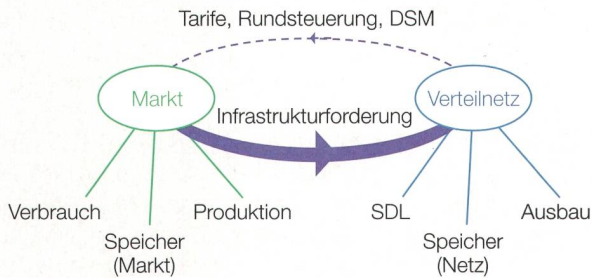 Tarife, Rundsteuerung, DSM
Markt
Verteilnetz
Infrastrukturforderung
Verbrauch
Produktion
SDL
Ausbau
Speicher
(Markt)
Speicher
(Netz)